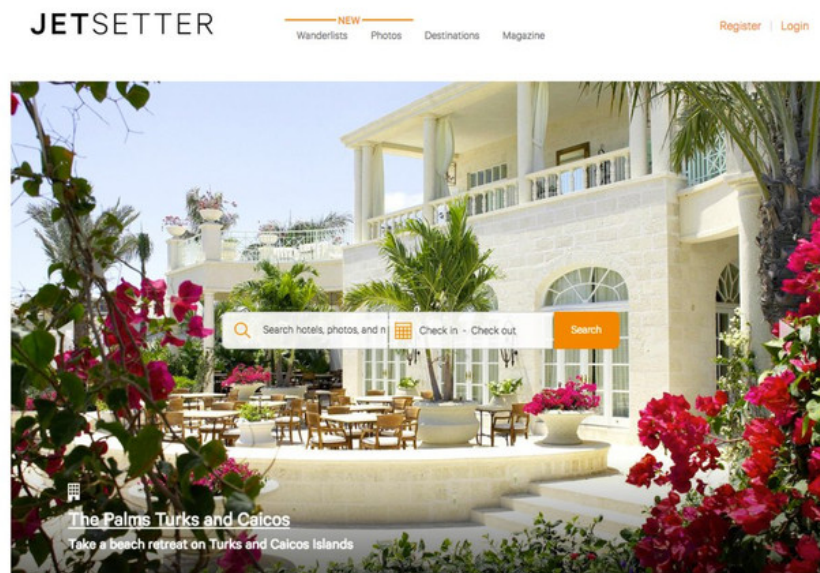 JETSETTER
NEW
Wanderlists Photos Destinations Magazine
Register | Login
Search hotels, photos, and n
Check in - Check out
Search
The Palms Turks and Caicos
Take a beach retreat on Turks and Caicos Islands